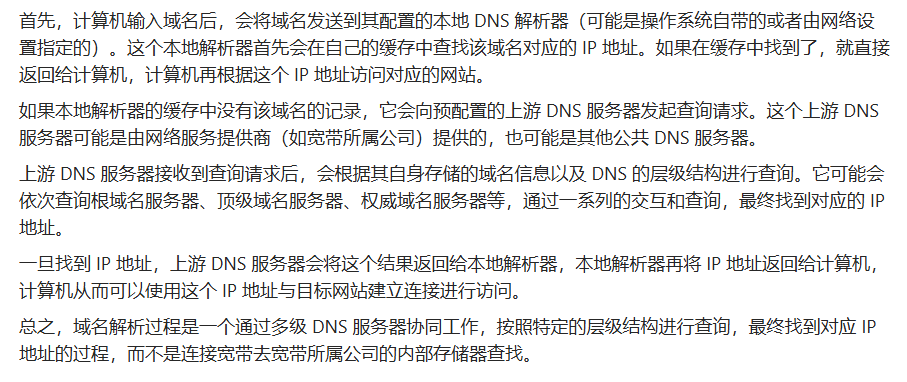 首先，计算机输入域名后，会将域名发送到其配置的本地 DNS 解析器（可能是操作系统自带的或者由网络设
置指定的）。这个本地解析器首先会在自己的缓存中查找该域名对应的 IP 地址。如果在缓存中找到了，就直接
返回给计算机，计算机再根据这个 IP 地址访问对应的网站。
如果本地解析器的缓存中没有该域名的记录，它会向预配置的上游 DNS 服务器发起查询请求。这个上游 DNS
服务器可能是由网络服务提供商（如宽带所属公司）提供的，也可能是其他公共 DNS 服务器。
上游 DNS 服务器接收到查询请求后，会根据其自身存储的域名信息以及 DNS 的层级结构进行查询。它可能会
依次查询根域名服务器、顶级域名服务器、权威域名服务器等，通过一系列的交互和查询，最终找到对应的 IP
地址。
一旦找到 IP 地址，上游 DNS 服务器会将这个结果返回给本地解析器，本地解析器再将 IP 地址返回给计算机，
计算机从而可以使用这个 IP 地址与目标网站建立连接进行访问。
总之，域名解析过程是一个通过多级 DNS 服务器协同工作，按照特定的层级结构进行查询，最终找到对应 IP
地址的过程，而不是连接宽带去宽带所属公司的内部存储器查找。